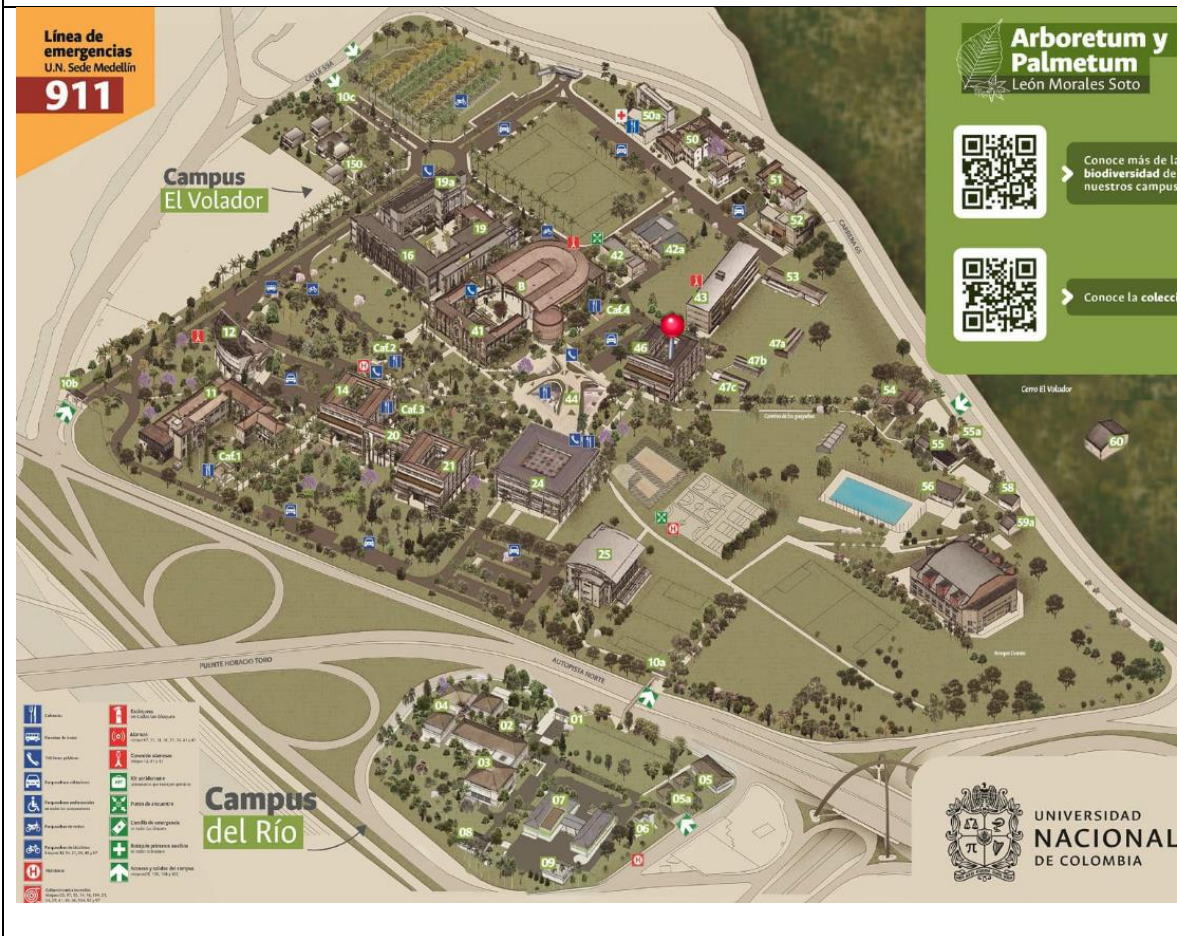 Línea de
emergencias
U.N. Sede Medellín
911
Arboretum y
Palmetum
León Morales Soto
Conoce más de la
biodiversidad de
nuestros campus
Conoce la colecci
Campus
El Volador
CALLE 59A
CARRERA 65
10c
150
19a
19
16
50a
50
51
52
42
42a
43
53
B
41
Caf.4
46
47a
47b
47c
44
12
Caf.2
10b
11
14
Caf.3
20
21
Caf.1
24
25
54
55
55a
56
58
59a
60
Cerro El Volador
PUENTE HORACIO TORO
AUTOPISTA NORTE
10a
04
02
01
03
05
05a
07
06
08
09
Campus
del Río
UNIVERSIDAD
NACIONAL
DE COLOMBIA